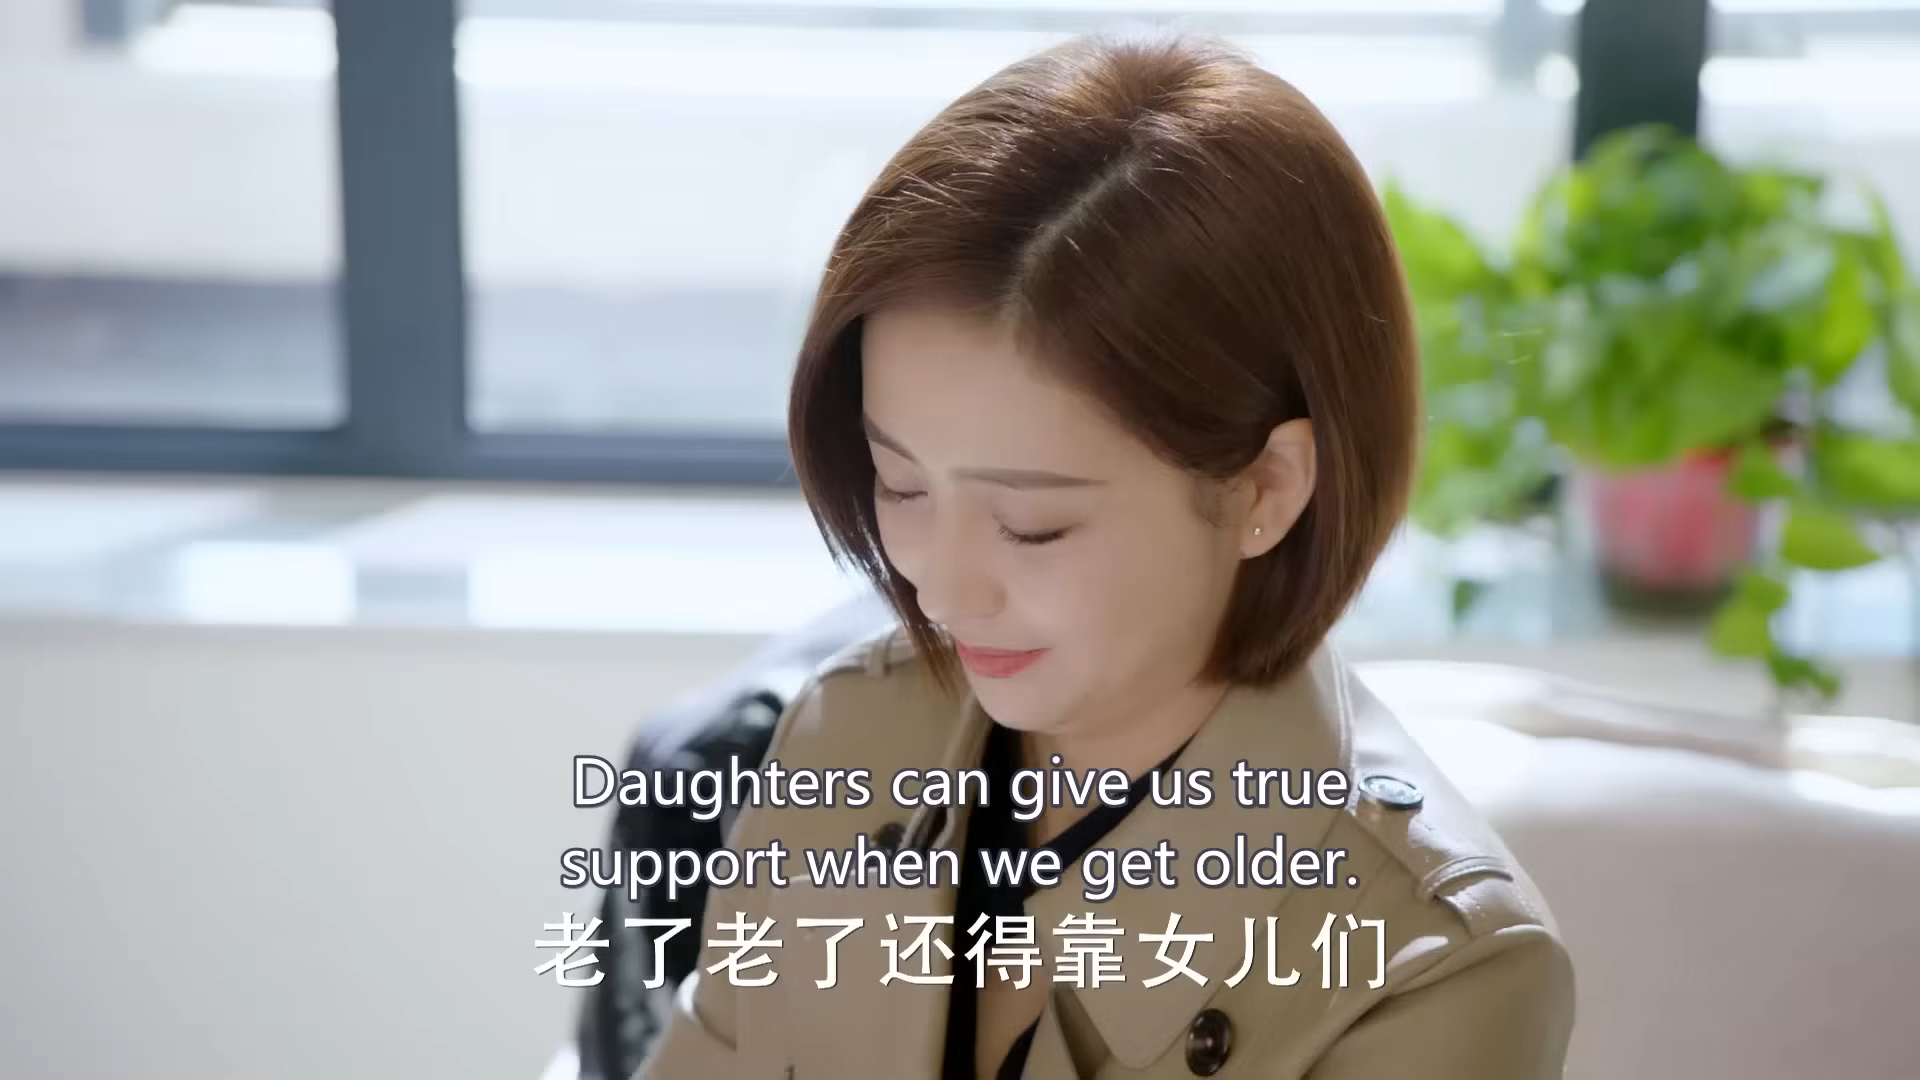 Daughters can give us true
support when we get older.
老了老了还得靠女儿们